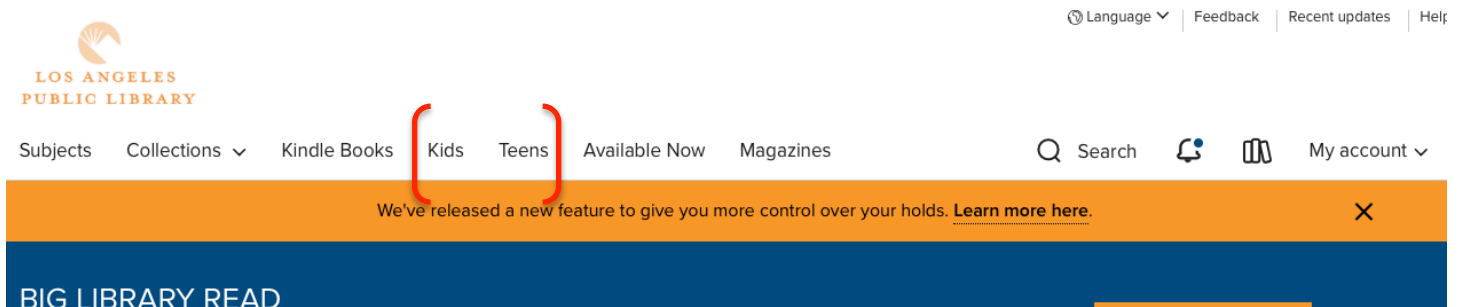 Language
Feedback
Recent updates
LOS ANGELES
PUBLIC LIBRARY
Subjects Collections Kindle Books Kids Teens Available Now Magazines Search My account
We've released a new feature to give you more control over your holds. Learn more here.
BIG LIBRARY READ